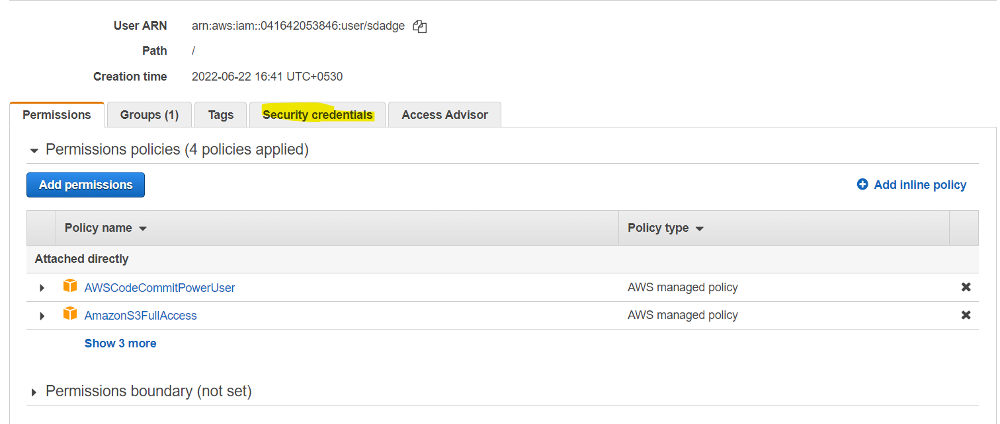 User ARN arn:aws:iam::041642053846:user/sdadge
Path /
Creation time 2022-06-22 16:41 UTC+0530
Permissions Groups (1) Tags Security credentials Access Advisor
Permissions policies (4 policies applied)
Add permissions Add inline policy
Policy name Policy type
Attached directly
AWSCodeCommitPowerUser AWS managed policy
AmazonS3FullAccess AWS managed policy
Show 3 more
Permissions boundary (not set)